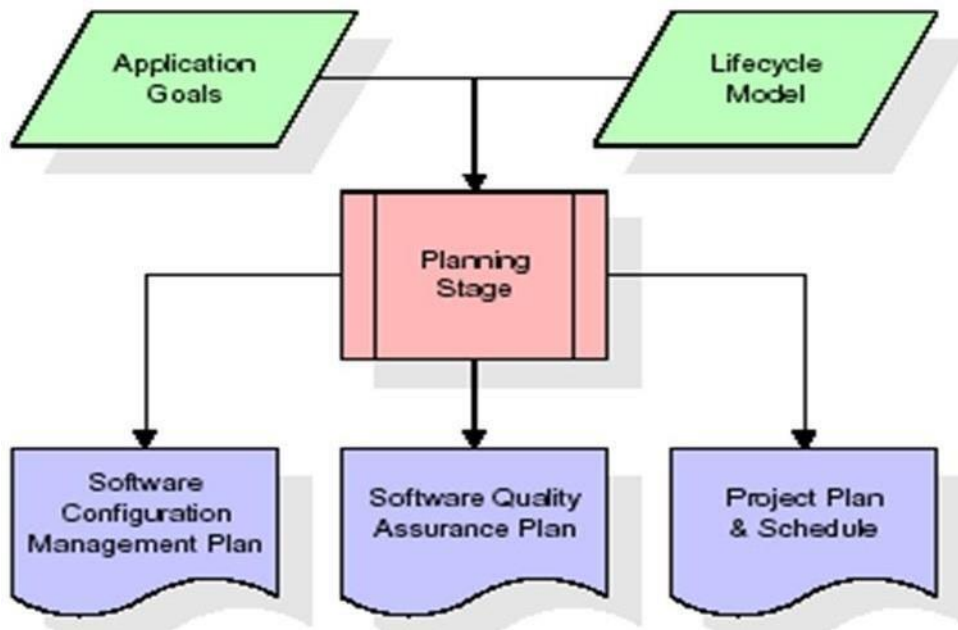 Application
Goals
Lifecycle
Model
Planning
Stage
Software
Configuration
Management Plan
Software Quality
Assurance Plan
Project Plan
& Schedule